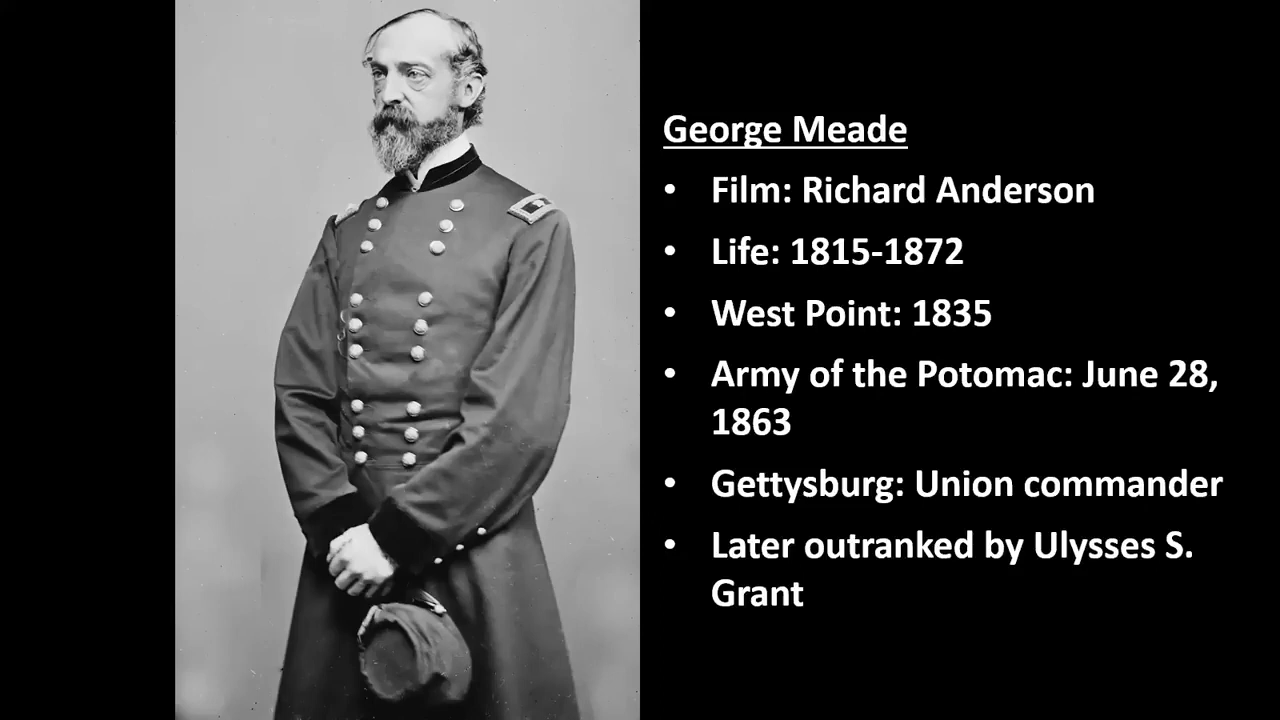 George Meade
• Film: Richard Anderson
• Life: 1815-1872
• West Point: 1835
• Army of the Potomac: June 28,
1863
• Gettysburg: Union commander
• Later outranked by Ulysses S.
Grant